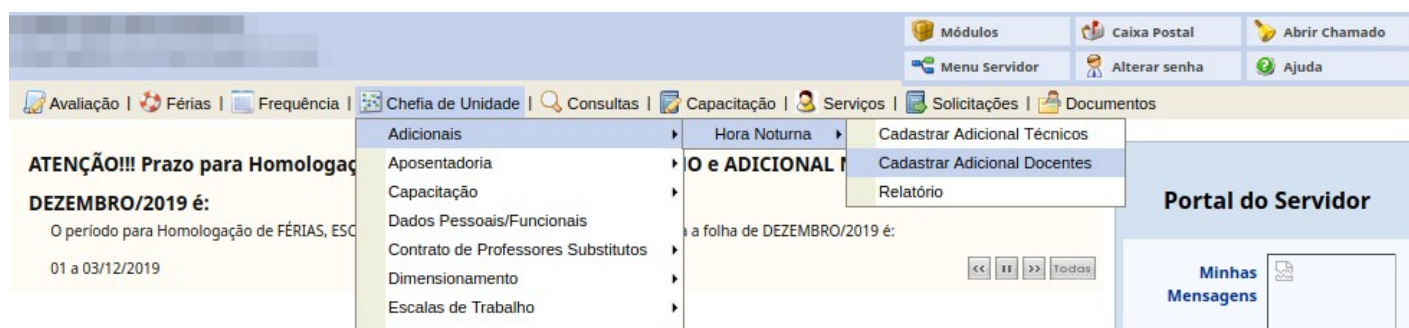 Módulos
Caixa Postal
Abrir Chamado
Menu Servidor
Alterar senha
Ajuda
Avaliação | Férias | Frequência | Chefia de Unidade | Consultas | Capacitação | Serviços | Solicitações | Documentos
Adicionais
Hora Noturna
Cadastrar Adicional Técnicos
ATENÇÃO!!! Prazo para
Aposentadoria
e ADICIONAL
Cadastrar Adicional Docentes
Capacitação
Relatório
Portal do Servidor
DEZEMBRO/2019 é:
Dados Pessoais/Funcionais
O período para Homologação de FÉRIAS,
a folha de DEZEMBRO/2019 é:
Contrato de Professores Substitutos
01 a 03/12/2019
Dimensionamento
<< II >> Todas
Minhas
Mensagens
Escalas de Trabalho